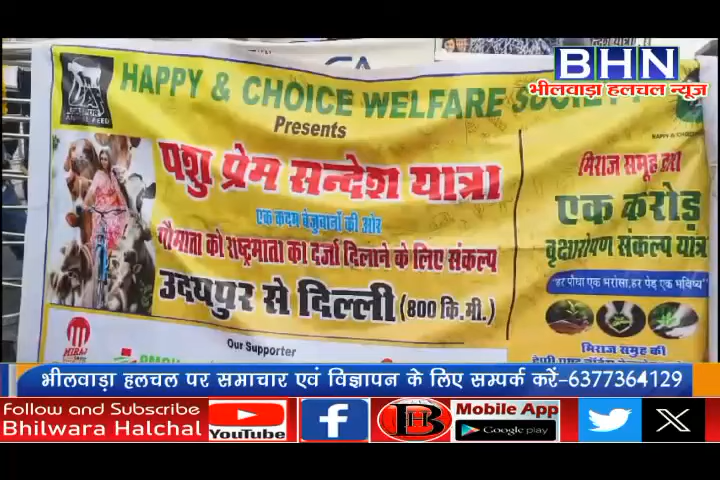 BHN
भीलवाड़ा हलचल न्यूज़
HAPPY & CHOICE WELFARE
Presents
पशु प्रेम सन्देश यात्रा
एक कदम बेजुबानों की ओर
गौमाता को राष्ट्रमाता का दर्जा दिलाने के लिए संकल्प
उदयपुर से दिल्ली (800 कि.मी.)
Our Supporter
MIRAJ
मिराज समूह द्वारा
एक करोड़
वृक्षारोपण संकल्प यात्रा
"हर पौधा एक भरोसा, हर पेड़ एक भविष्य"
मिराज समूह की
भीलवाड़ा हलचल पर समाचार एवं विज्ञापन के लिए सम्पर्क करें–6377364129
Follow and Subscribe
Bhilwara Halchal
YouTube
Mobile App
Google play